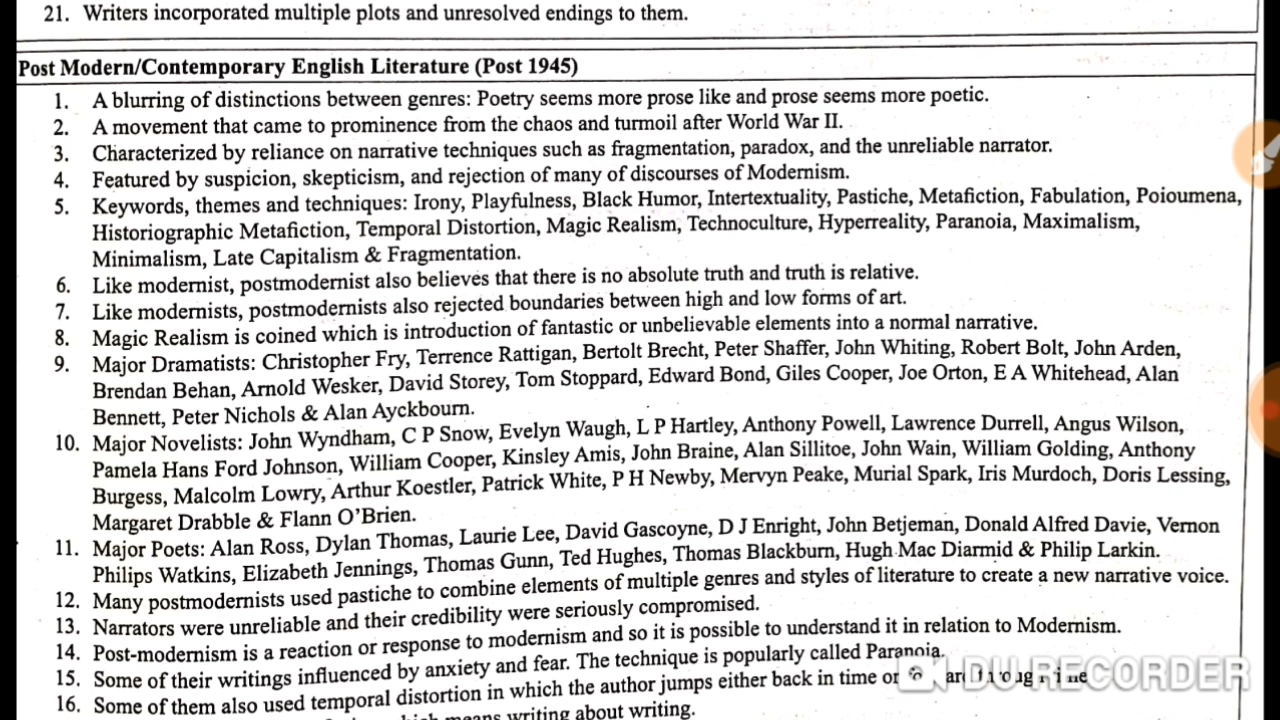 21. Writers incorporated multiple plots and unresolved endings to them.
Post Modern/Contemporary English Literature (Post 1945)
1. A blurring of distinctions between genres: Poetry seems more prose like and prose seems more poetic.
2. A movement that came to prominence from the chaos and turmoil after World War II.
3. Characterized by reliance on narrative techniques such as fragmentation, paradox, and the unreliable narrator.
4. Featured by suspicion, skepticism, and rejection of many of discourses of Modernism.
5. Keywords, themes and techniques: Irony, Playfulness, Black Humor, Intertextuality, Pastiche, Metafiction, Fabulation, Poioumena,
Historiographic Metafiction, Temporal Distortion, Magic Realism, Technoculture, Hyperreality, Paranoia, Maximalism,
Minimalism, Late Capitalism & Fragmentation.
6. Like modernist, postmodernist also believes that there is no absolute truth and truth is relative.
7. Like modernists, postmodernists also rejected boundaries between high and low forms of art.
8. Magic Realism is coined which is introduction of fantastic or unbelievable elements into a normal narrative.
9. Major Dramatists: Christopher Fry, Terrence Rattigan, Bertolt Brecht, Peter Shaffer, John Whiting, Robert Bolt, John Arden,
Brendan Behan, Arnold Wesker, David Storey, Tom Stoppard, Edward Bond, Giles Cooper, Joe Orton, E A Whitehead, Alan
Bennett, Peter Nichols & Alan Ayckbourn.
10. Major Novelists: John Wyndham, C P Snow, Evelyn Waugh, L P Hartley, Anthony Powell, Lawrence Durrell, Angus Wilson,
Pamela Hans Ford Johnson, William Cooper, Kinsley Amis, John Braine, Alan Sillitoe, John Wain, William Golding, Anthony
Burgess, Malcolm Lowry, Arthur Koestler, Patrick White, P H Newby, Mervyn Peake, Murial Spark, Iris Murdoch, Doris Lessing,
Margaret Drabble & Flann O'Brien.
11. Major Poets: Alan Ross, Dylan Thomas, Laurie Lee, David Gascoyne, D J Enright, John Betjeman, Donald Alfred Davie, Vernon
Philips Watkins, Elizabeth Jennings, Thomas Gunn, Ted Hughes, Thomas Blackburn, Hugh Mac Diarmid & Philip Larkin.
12. Many postmodernists used pastiche to combine elements of multiple genres and styles of literature to create a new narrative voice.
13. Narrators were unreliable and their credibility were seriously compromised.
14. Post-modernism is a reaction or response to modernism and so it is possible to understand it in relation to Modernism.
15. Some of their writings influenced by anxiety and fear. The technique is popularly called Paranoia.
16. Some of them also used temporal distortion in which the author jumps either back in time or
means writing about writing.
DU RECORDER